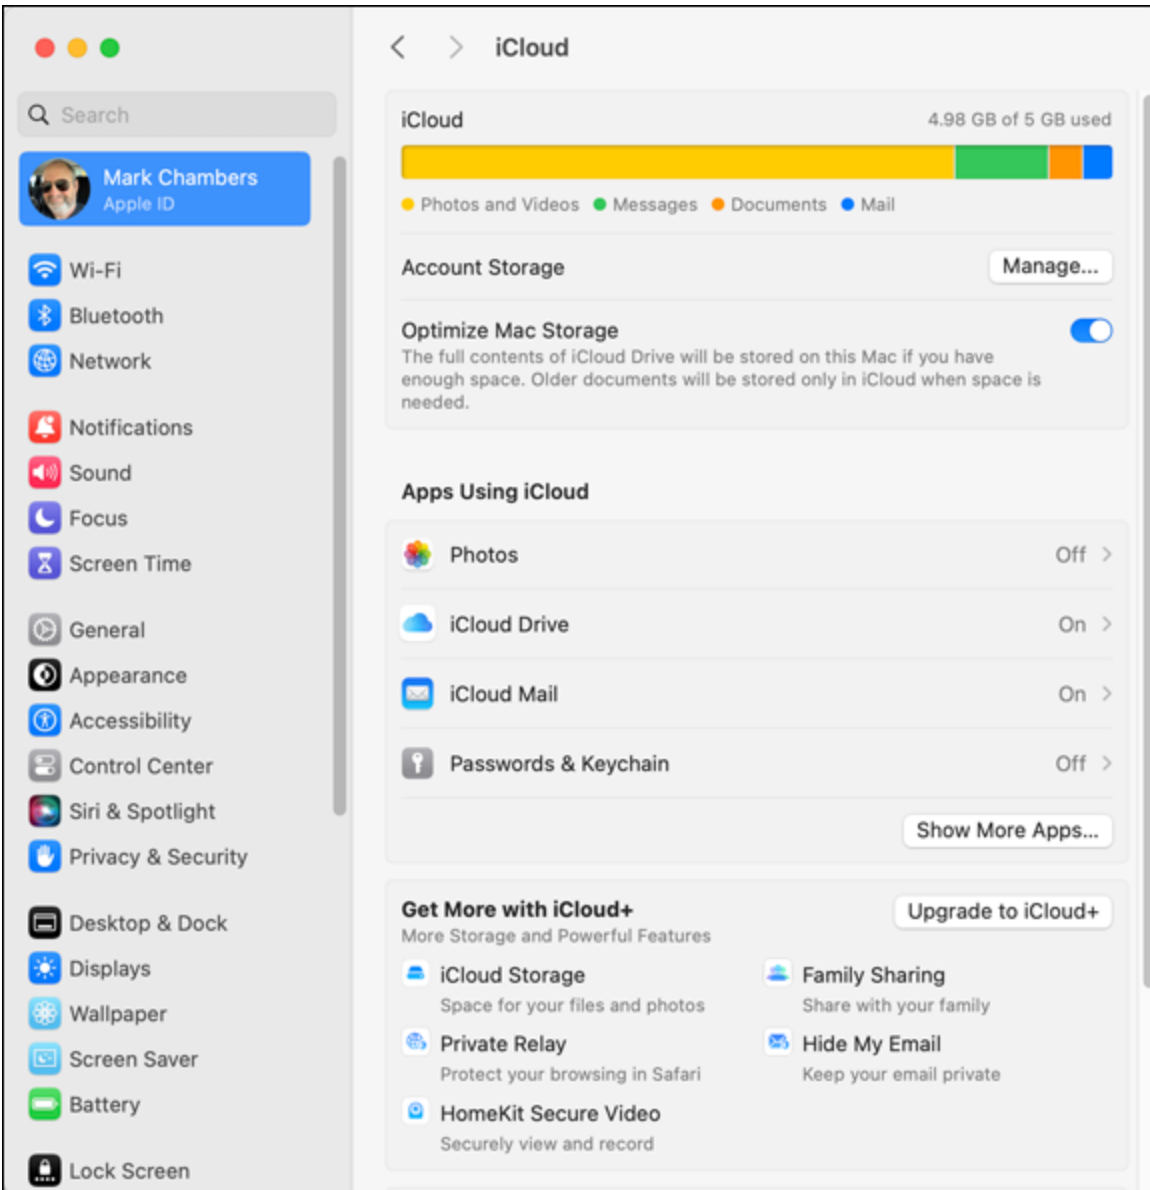 iCloud
Search
Mark Chambers
Apple ID
Wi-Fi
Bluetooth
Network
Notifications
Sound
Focus
Screen Time
General
Appearance
Accessibility
Control Center
Siri & Spotlight
Privacy & Security
Desktop & Dock
Displays
Wallpaper
Screen Saver
Battery
Lock Screen
iCloud 4.98 GB of 5 GB used
Photos and Videos Messages Documents Mail
Account Storage Manage...
Optimize Mac Storage
The full contents of iCloud Drive will be stored on this Mac if you have
enough space. Older documents will be stored only in iCloud when space is
needed.
Apps Using iCloud
Photos Off
iCloud Drive On
iCloud Mail On
Passwords & Keychain Off
Show More Apps...
Get More with iCloud+ Upgrade to iCloud+
More Storage and Powerful Features
iCloud Storage Family Sharing
Space for your files and photos Share with your family
Private Relay Hide My Email
Protect your browsing in Safari Keep your email private
HomeKit Secure Video
Securely view and record